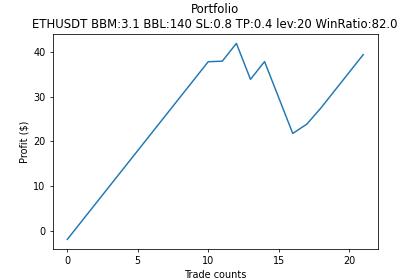 Portfolio
ETHUSDT BBM:3.1 BBL:140 SL:0.8 TP:0.4 lev:20 WinRatio:82.0
40
30
20
10
0
Profit ($)
0 5 10 15 20
Trade counts